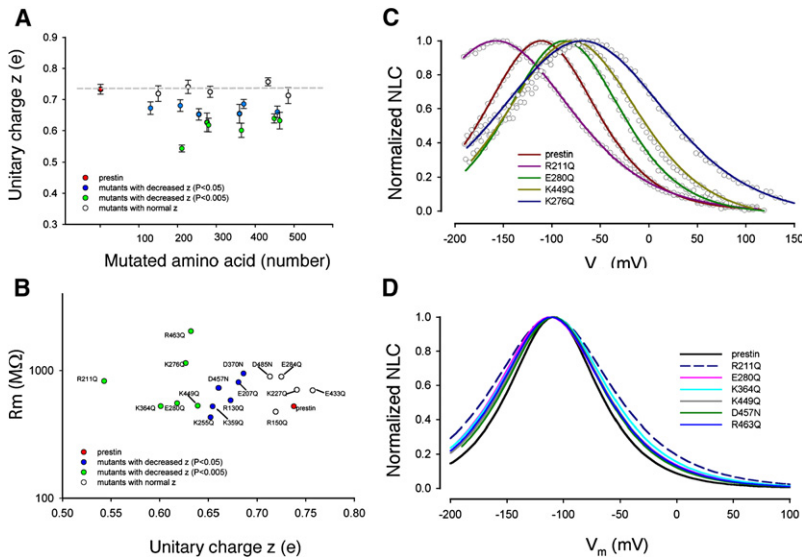 A
Unitary charge z (e)
0.9
0.8
0.7
0.6
0.5
0.4
0.3
prestin
mutants with decreased z (P<0.05)
mutants with decreased z (P<0.005)
mutants with normal z
100 200 300 400 500
Mutated amino acid (number)
B
Rm (MΩ)
1000
100
R463Q
K276Q
D370N
D485N
E284Q
R211Q
D457N
K449Q
E207Q
K227Q
E433Q
K364Q
E280Q
R130Q
prestin
K255Q
K359Q
R150Q
prestin
mutants with decreased z (P<0.05)
mutants with decreased z (P<0.005)
mutants with normal z
0.50 0.55 0.60 0.65 0.70 0.75 0.80
Unitary charge z (e)
C
Normalized NLC
1.0
0.8
0.6
0.4
0.2
0.0
prestin
R211Q
E280Q
K449Q
K276Q
-200 -150 -100 -50 0 50 100 150
V (mV)
D
Normalized NLC
1.0
0.8
0.6
0.4
0.2
0.0
prestin
R211Q
E280Q
K364Q
K449Q
D457N
R463Q
-200 -150 -100 -50 0 50 100
Vm (mV)